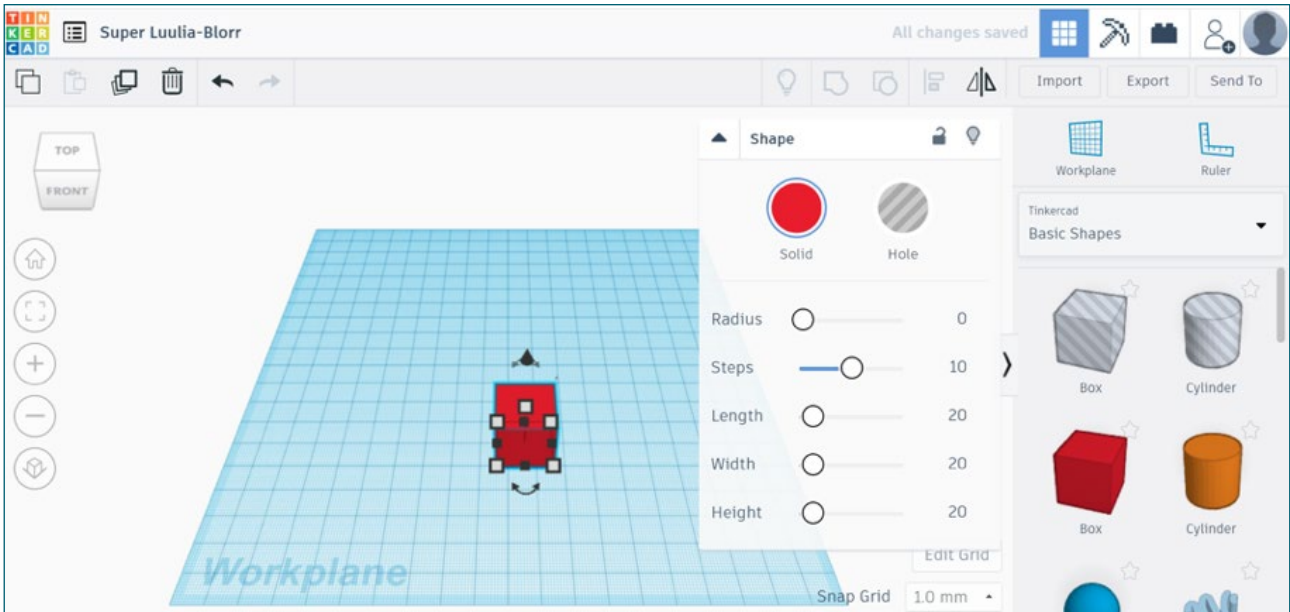 TIN
KER
CAD
Super Luulia-Blorr
All changes saved
Import
Export
Send To
TOP
FRONT
Shape
Solid
Hole
Radius 0
Steps 10
Length 20
Width 20
Height 20
Workplane
Ruler
Tinkercad
Basic Shapes
Box
Cylinder
Box
Cylinder
Workplane
Edit Grid
Snap Grid 1.0 mm